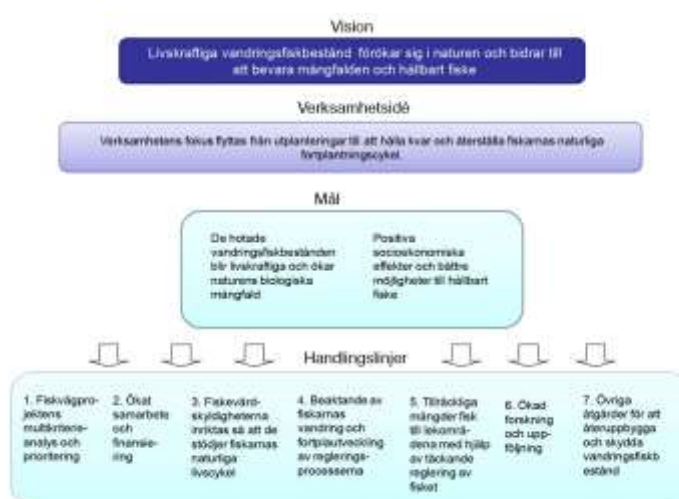 Vision
Livskraftiga vandringsfiskbestånd förökar sig i naturen och bidrar till
att bevara mångfalden och hållbart fiske
Verksamhetsidé
Verksamhetens fokus flyttas från utplanteringar till att hålla kvar och återställa fiskarnas naturliga
fortplantningscykel.
Mål
De hotade
vandringsfiskbestånden
blir livskraftiga och ökar
naturens biologiska
mångfald
Positiva
socioekonomiska
effekter och bättre
möjligheter till hållbart
fiske
Handlingslinjer
1. Fiskvägpro-
jektens
multikriterie-
analys och
prioritering
2. Ökat
samarbete
och
finansie-
ring
3. Fiskevård-
skyldigheterna
inriktas så att de
stödjer fiskarnas
naturliga
livscykel
4. Beaktande av
fiskarnas
vandring och
fortplautveckling
av reglerings-
processerna
5. Tillräckliga
mängder fisk
till lekområ-
dena med hjälp
av täckande
reglering av
fisket
6. Ökad
forskning
och upp-
följning
7. Övriga
åtgärder för att
återuppbygga
och skydda
vandringsfiskb
estånd